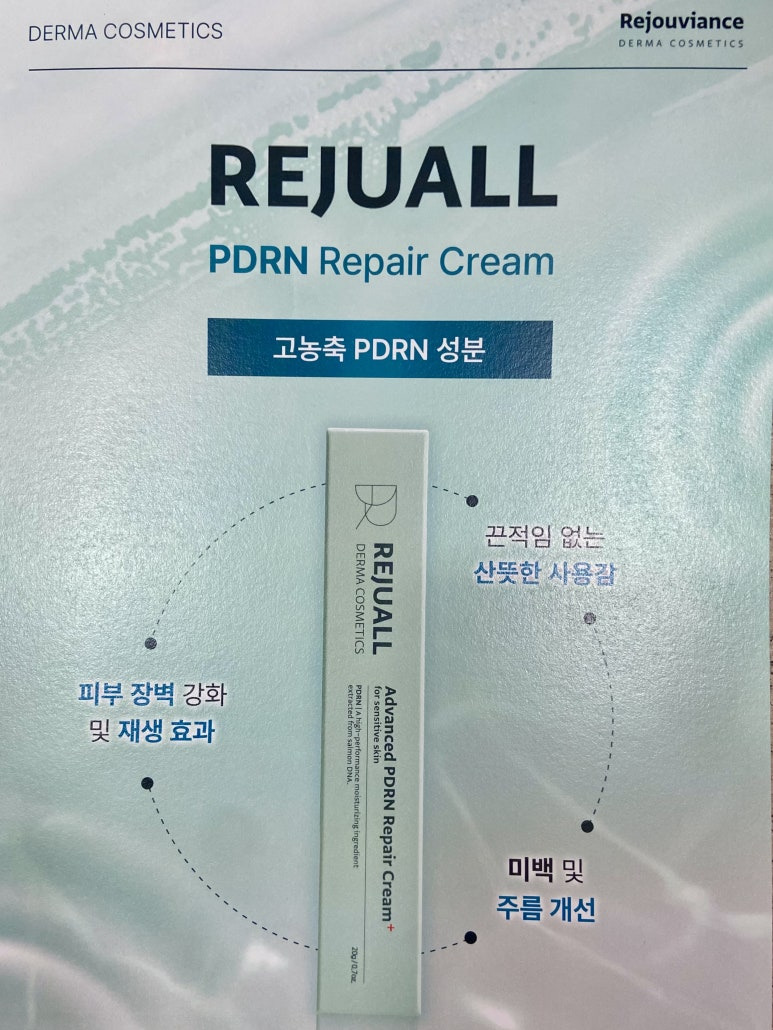 DERMA COSMETICS
Rejouviance
DERMA COSMETICS
REJUALL
PDRN Repair Cream
고농축 PDRN 성분
끈적임 없는
산뜻한 사용감
피부 장벽 강화
및 재생 효과
미백 및
주름 개선
REJUALL
DERMA COSMETICS
Advanced PDRN Repair Cream+
for sensitive skin
PDRN | A high-performance moisturizing ingredient
extracted from salmon DNA.
20g / 0.7oz.